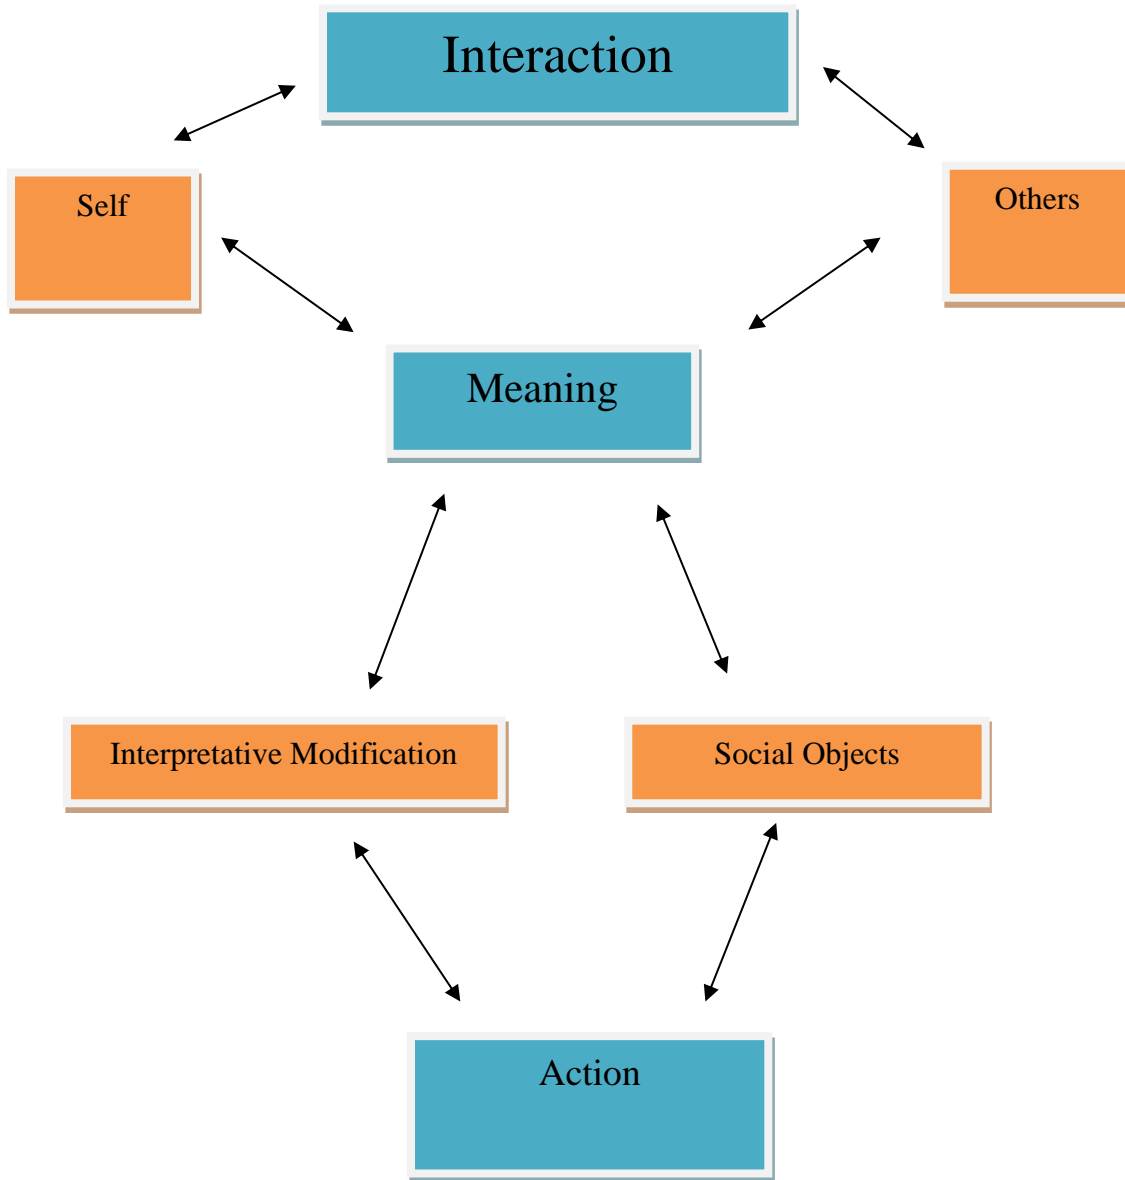 Interaction
Self
Others
Meaning
Interpretative Modification
Social Objects
Action